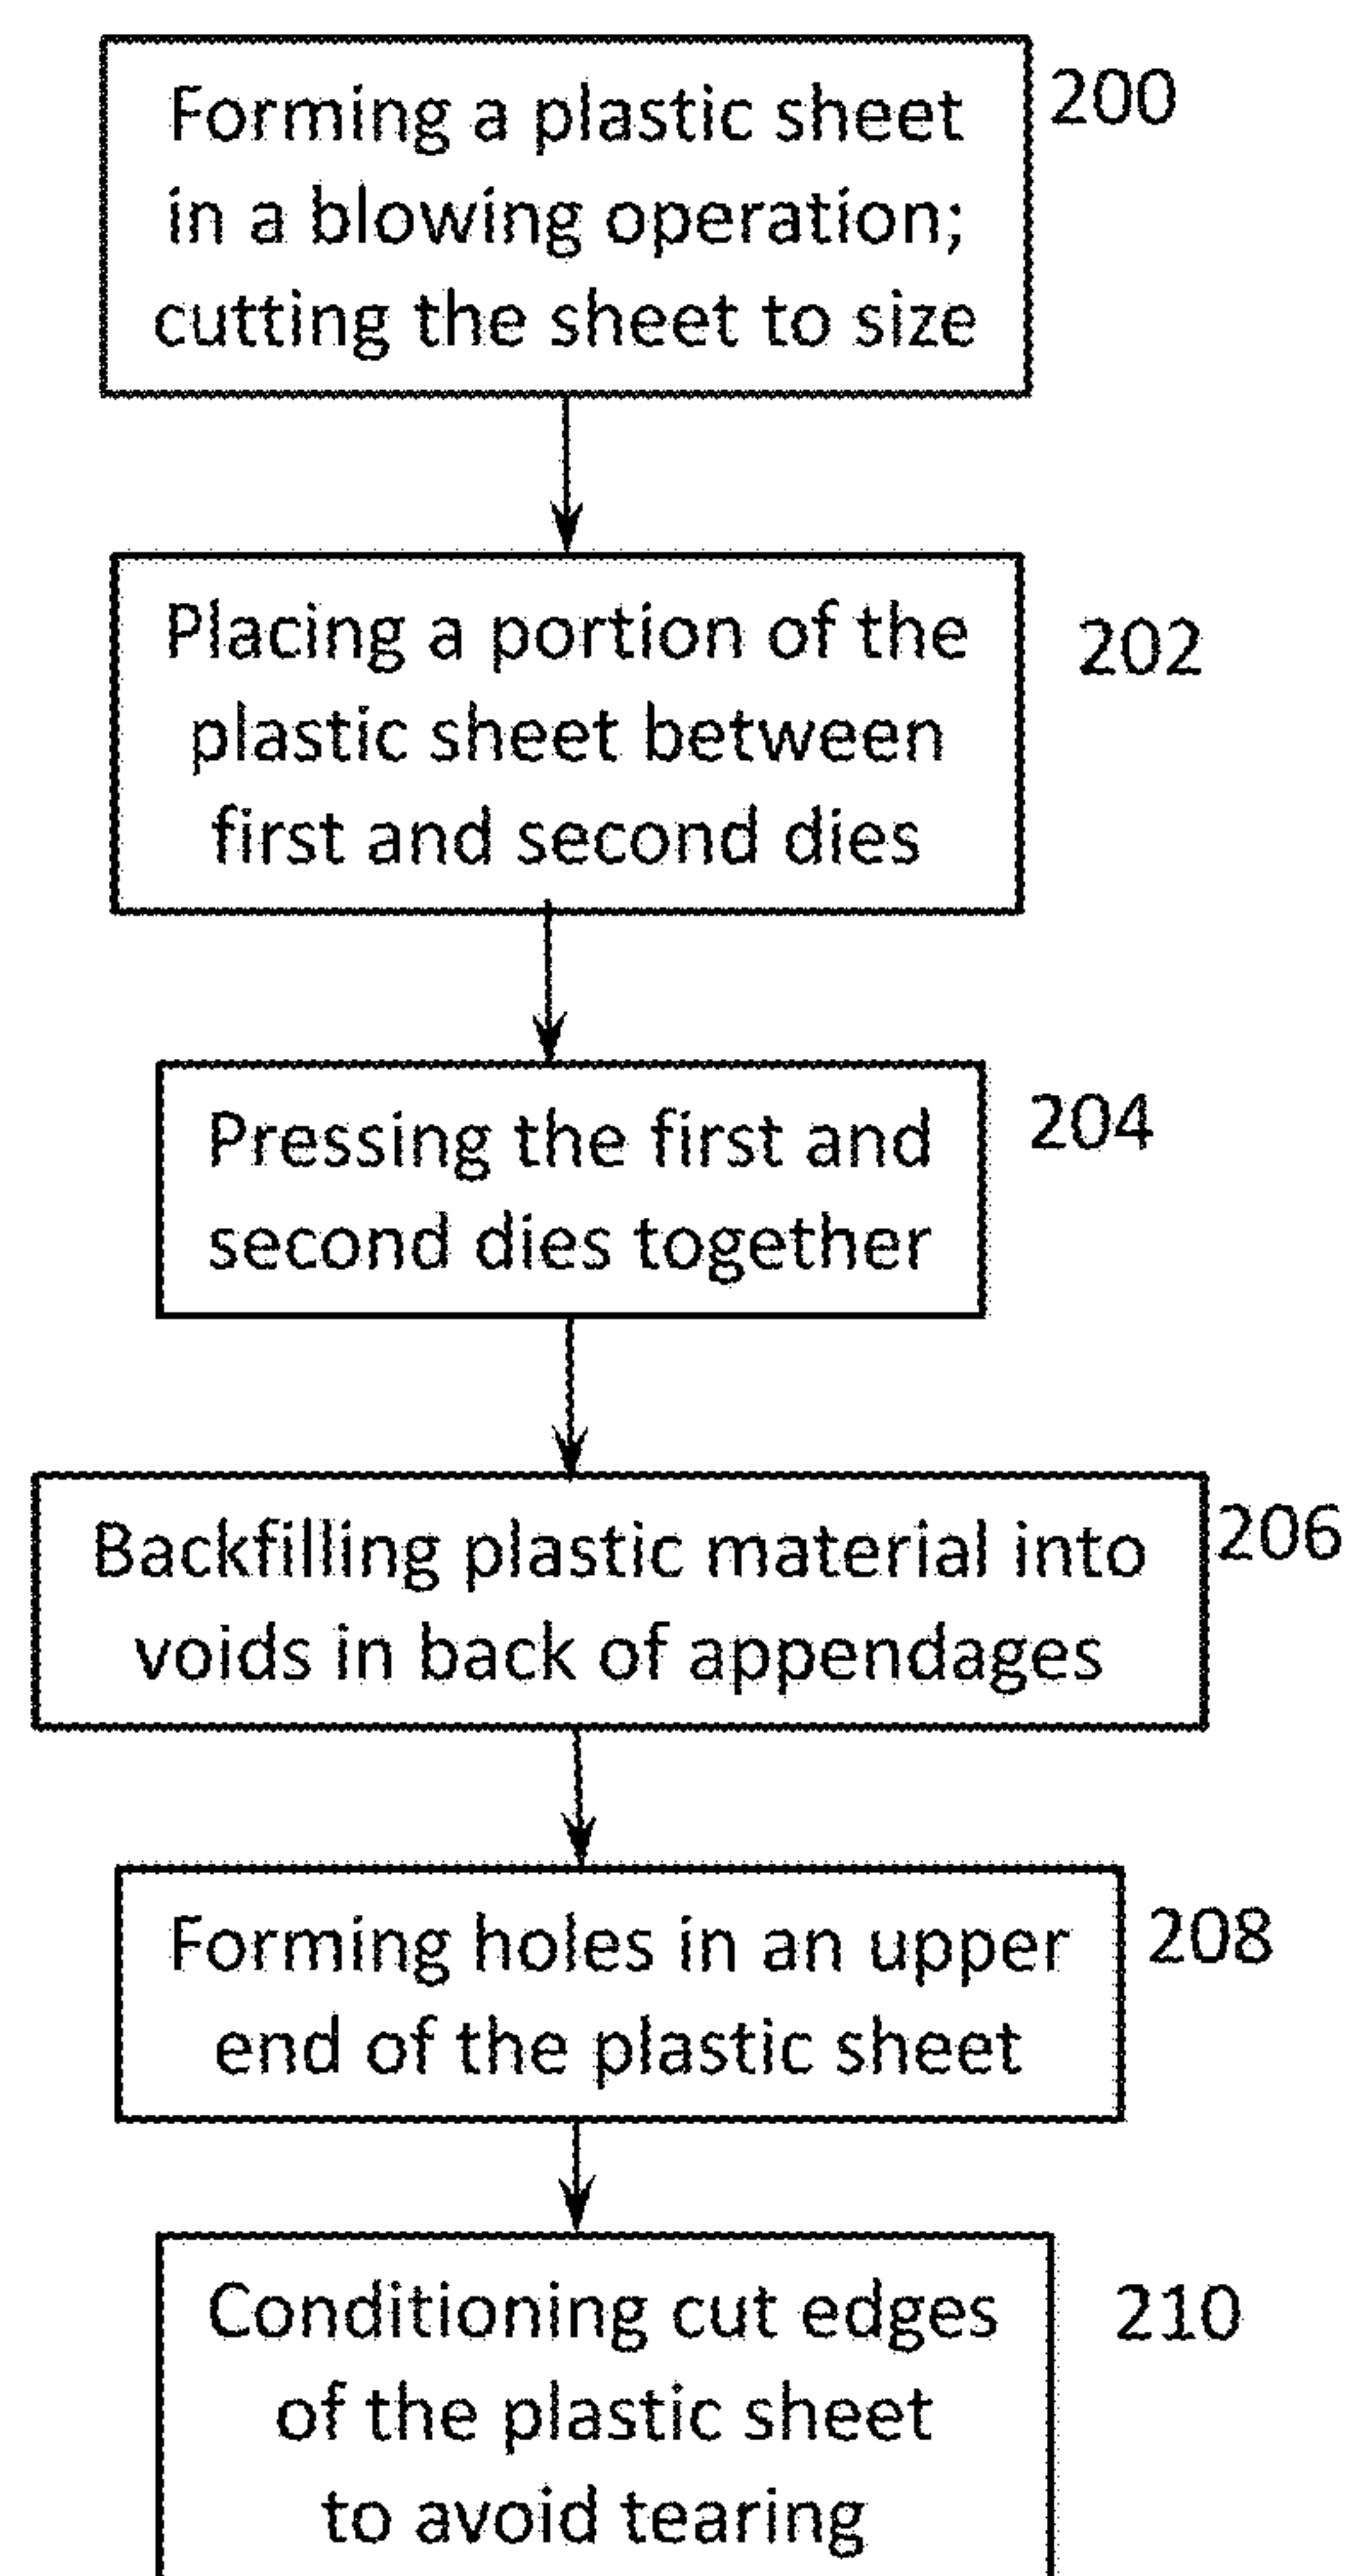 Forming a plastic sheet
in a blowing operation;
cutting the sheet to size
200
Placing a portion of the
plastic sheet between
first and second dies
202
Pressing the first and
second dies together
204
Backfilling plastic material into
voids in back of appendages
206
Forming holes in an upper
end of the plastic sheet
208
Conditioning cut edges
of the plastic sheet
to avoid tearing
210